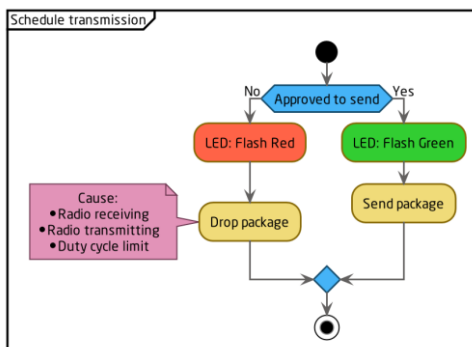 Schedule transmission
No
Yes
Approved to send
LED: Flash Red
LED: Flash Green
Cause:
• Radio receiving
• Radio transmitting
• Duty cycle limit
Drop package
Send package